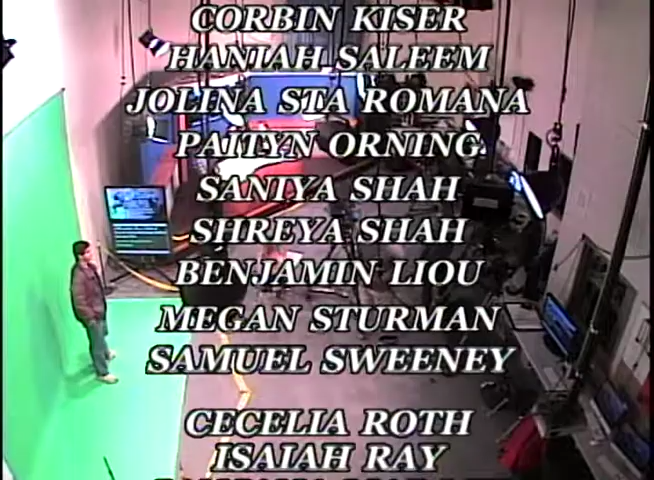 CORBIN KISER
HANIAH SALEEM
JOLINA STA ROMANA
PAITYN ORNING
SANIYA SHAH
SHREYA SHAH
BENJAMIN LIOU
MEGAN STURMAN
SAMUEL SWEENEY
CECELIA ROTH
ISAIAH RAY